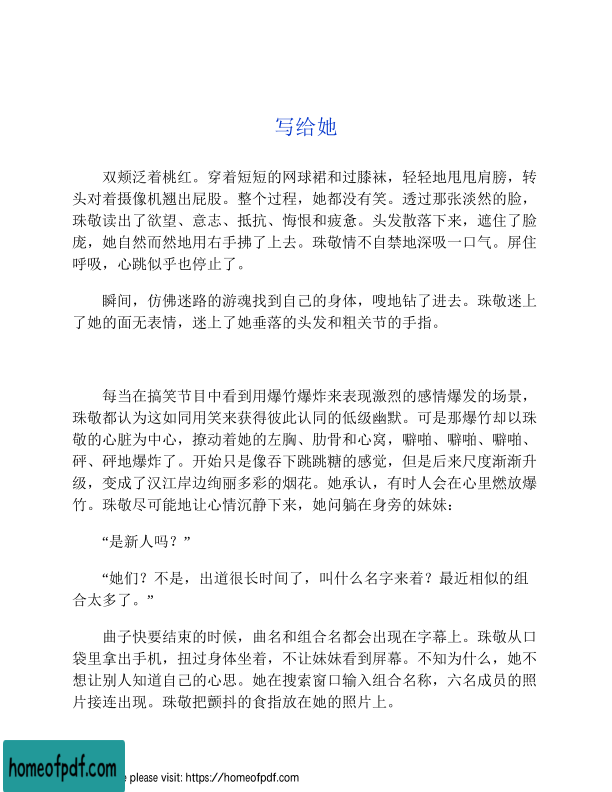 写给她
双颊泛着桃红。穿着短短的网球裙和过膝袜，轻轻地甩甩肩膀，转
头对着摄像机翘出屁股。整个过程，她都没有笑。透过那张淡然的脸，
珠敬读出了欲望、意志、抵抗、悔恨和疲惫。头发散落下来，遮住了脸
庞，她自然而然地用右手拂了上去。珠敬情不自禁地深吸一口气。屏住
呼吸，心跳似乎也停止了。
瞬间，仿佛迷路的游魂找到自己的身体，嗖地钻了进去。珠敬迷上
了她的面无表情，迷上了她垂落的头发和粗关节的手指。
每当在搞笑节目中看到用爆竹爆炸来表现激烈的感情爆发的场景，
珠敬都认为这如同用笑来获得彼此认同的低级幽默。可是那爆竹却以珠
敬的心脏为中心，撩动着她的左胸、肋骨和心窝，噼啪、噼啪、噼啪、
砰、砰地爆炸了。开始只是像吞下跳跳糖的感觉，但是后来尺度渐渐升
级，变成了汉江岸边绚丽多彩的烟花。她承认，有时人会在心里燃放爆
竹。珠敬尽可能地让心情沉静下来，她问躺在身旁的妹妹：
“是新人吗？”
“她们？不是，出道很长时间了，叫什么名字来着？最近相似的组
合太多了。”
曲子快要结束的时候，曲名和组合名都会出现在字幕上。珠敬从口
袋里拿出手机，扭过身体坐着，不让妹妹看到屏幕。不知为什么，她不
想让别人知道自己的心思。她在搜索窗口输入组合名称，六名成员的照
片接连出现。珠敬把颤抖的食指放在她的照片上。
homeofpdf.com
please visit: https://homeofpdf.com